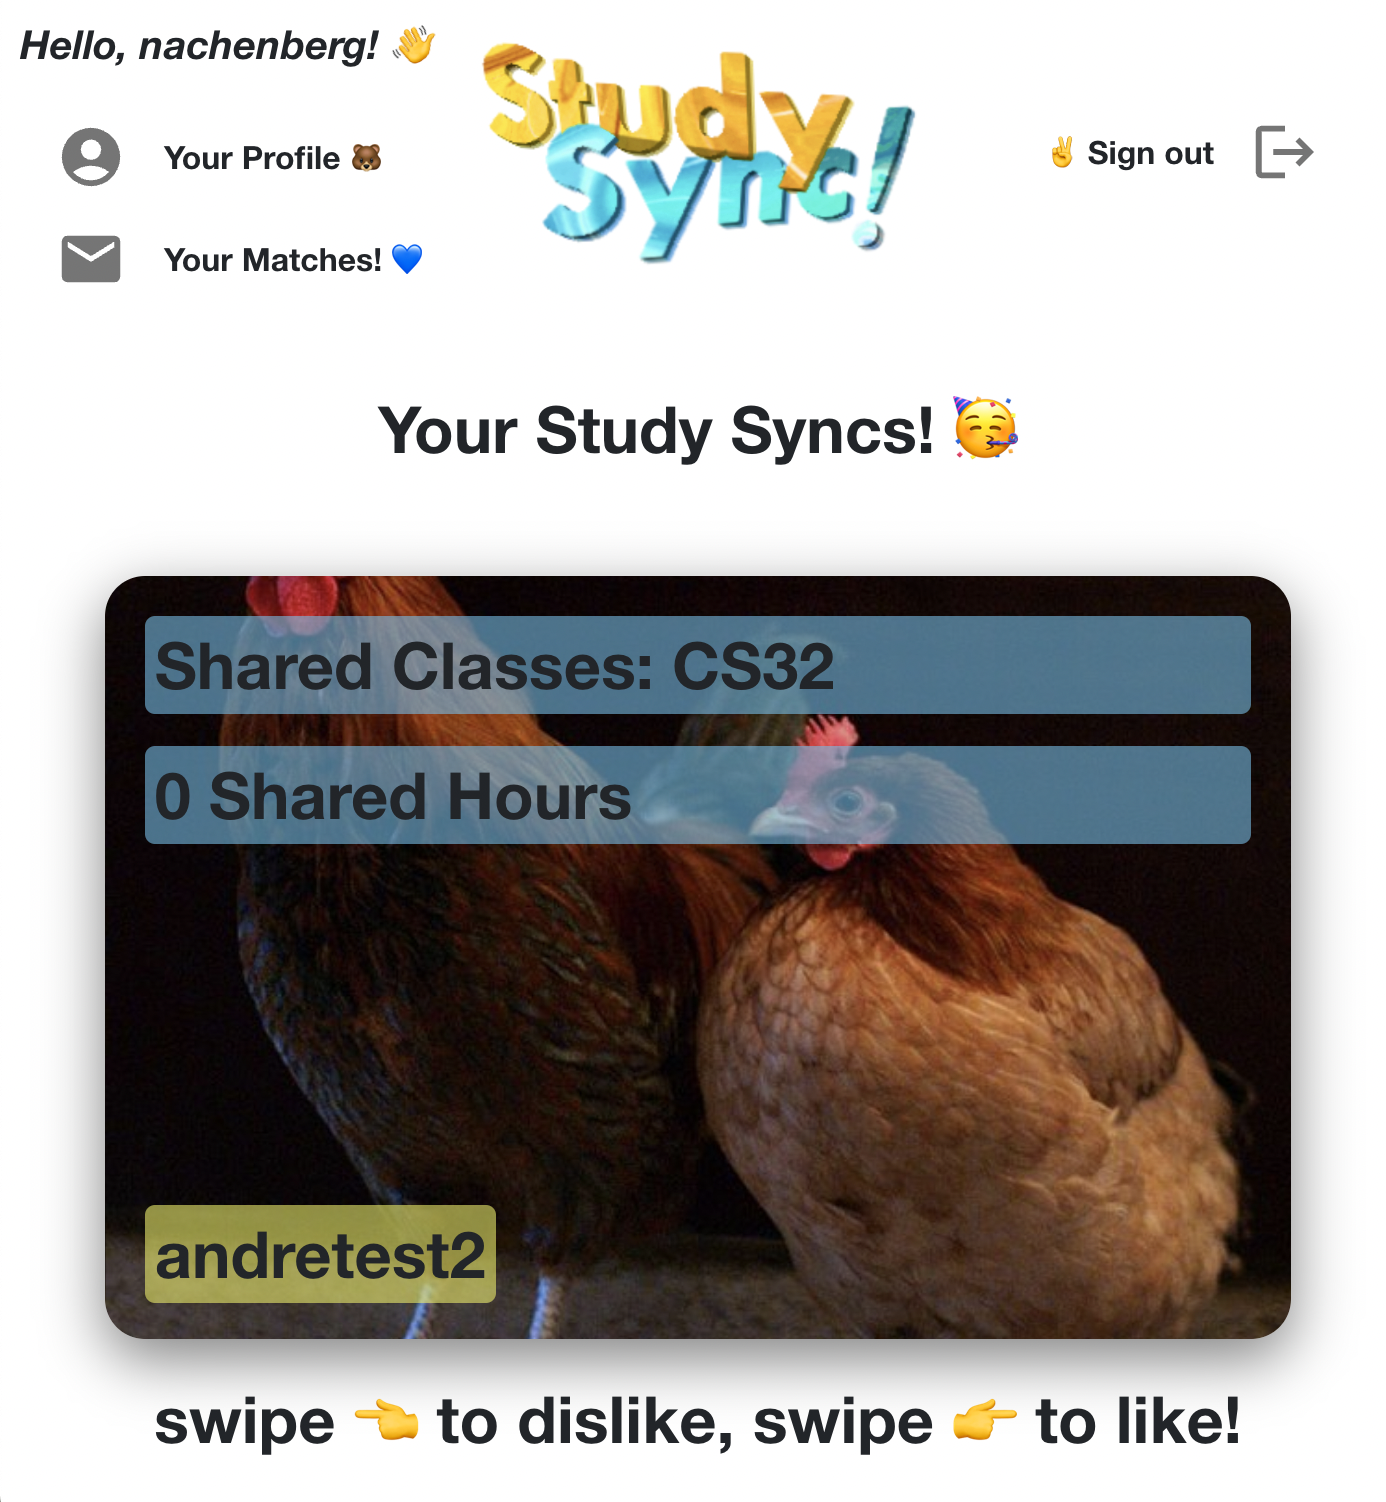 Hello, nachenberg! 👋
Study
Sync!
Your Profile 🐻
✌️ Sign out
Your Matches! 💙
Your Study Syncs! 🥳
Shared Classes: CS32
0 Shared Hours
andretest2
swipe 👈 to dislike, swipe 👉 to like!